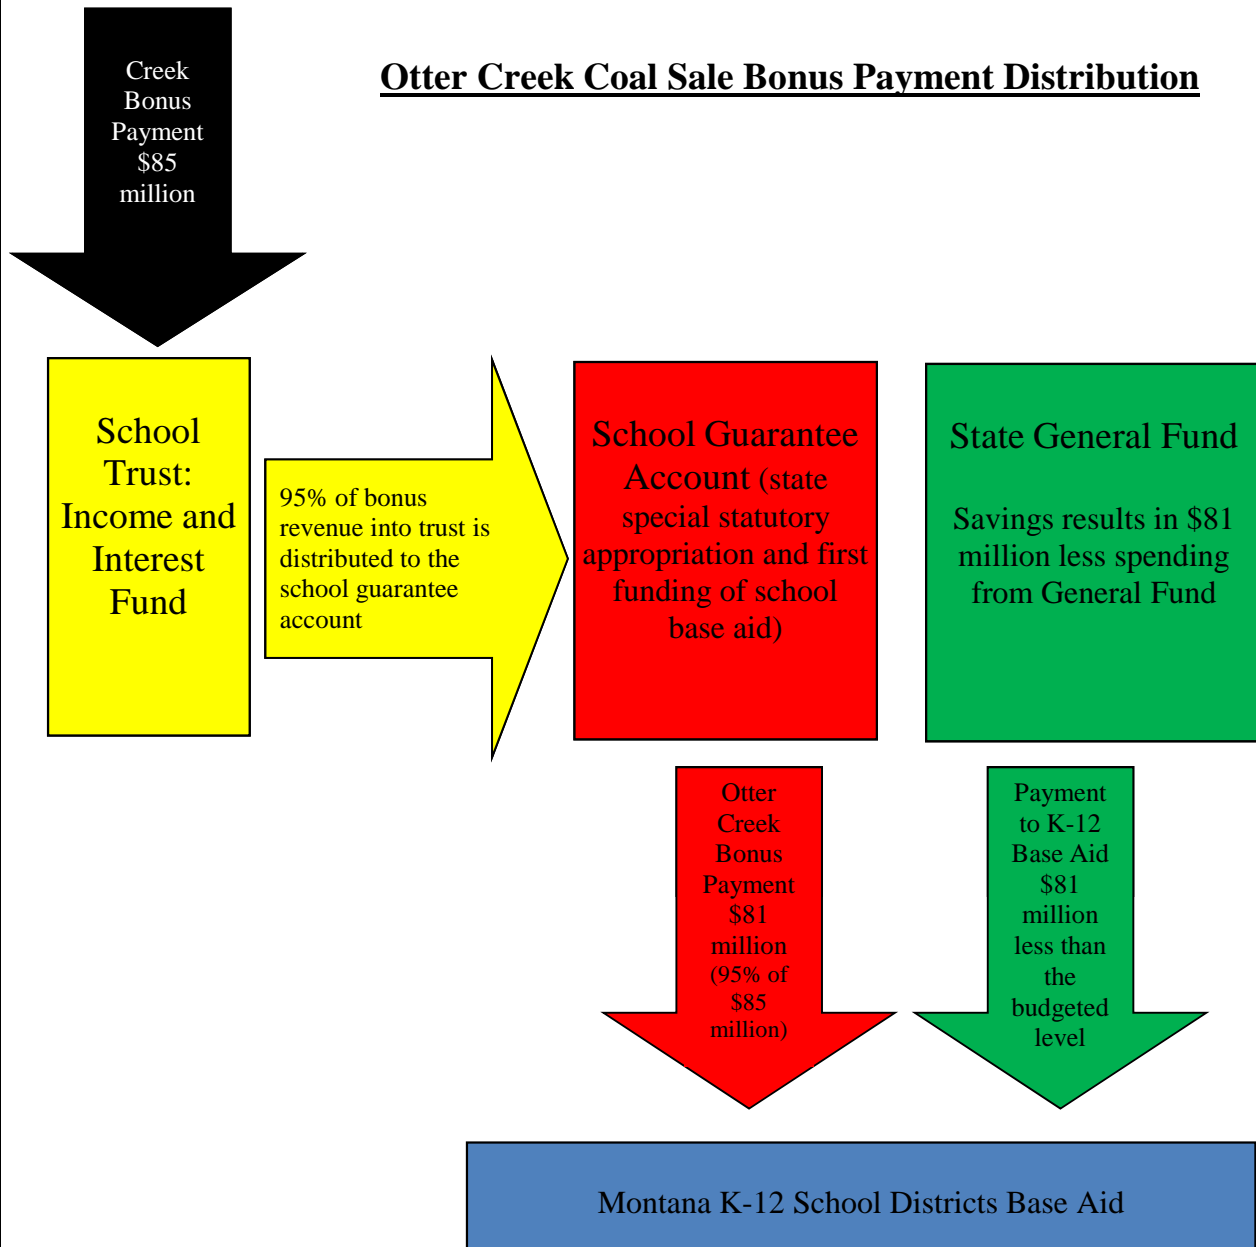 Otter Creek Coal Sale Bonus Payment Distribution
Creek
Bonus
Payment
$85
million
School
Trust:
Income and
Interest
Fund
95% of bonus
revenue into trust is
distributed to the
school guarantee
account
School Guarantee
Account (state
special statutory
appropriation and first
funding of school
base aid)
State General Fund
Savings results in $81
million less spending
from General Fund
Otter
Creek
Bonus
Payment
$81
million
(95% of
$85
million)
Payment
to K-12
Base Aid
$81
million
less than
the
budgeted
level
Montana K-12 School Districts Base Aid